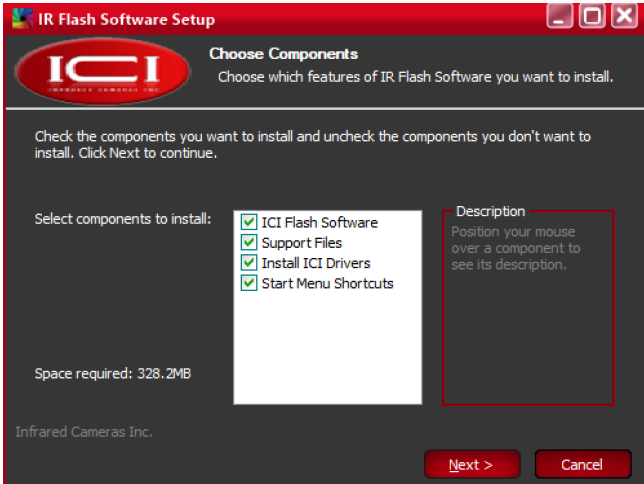 IR Flash Software Setup
ICI
INFRARED CAMERAS INC
Choose Components
Choose which features of IR Flash Software you want to install.
Check the components you want to install and uncheck the components you don't want to
install. Click Next to continue.
Select components to install:
ICI Flash Software
Support Files
Install ICI Drivers
Start Menu Shortcuts
Description
Position your mouse
over a component to
see its description.
Space required: 328.2MB
Infrared Cameras Inc.
Next >
Cancel